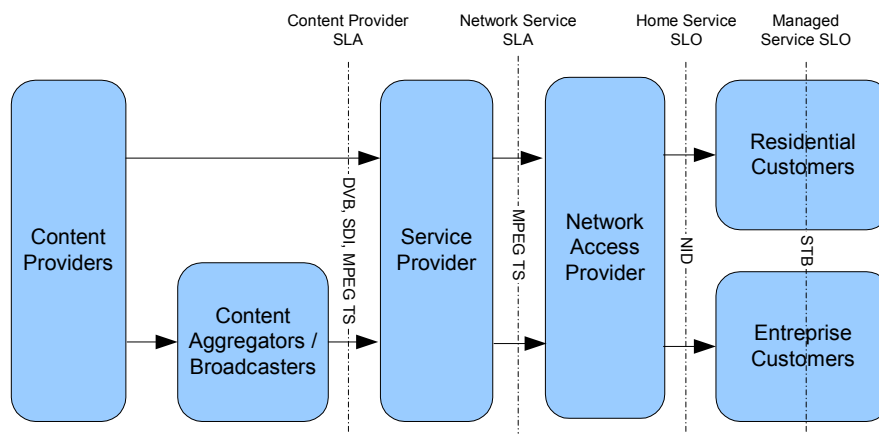 Content Provider
SLA
Network Service
SLA
Home Service
SLO
Managed
Service SLO
Content
Providers
Content
Aggregators /
Broadcasters
DVB, SDI, MPEG TS
Service
Provider
MPEG TS
Network
Access
Provider
NID
Residential
Customers
STB
Entreprise
Customers